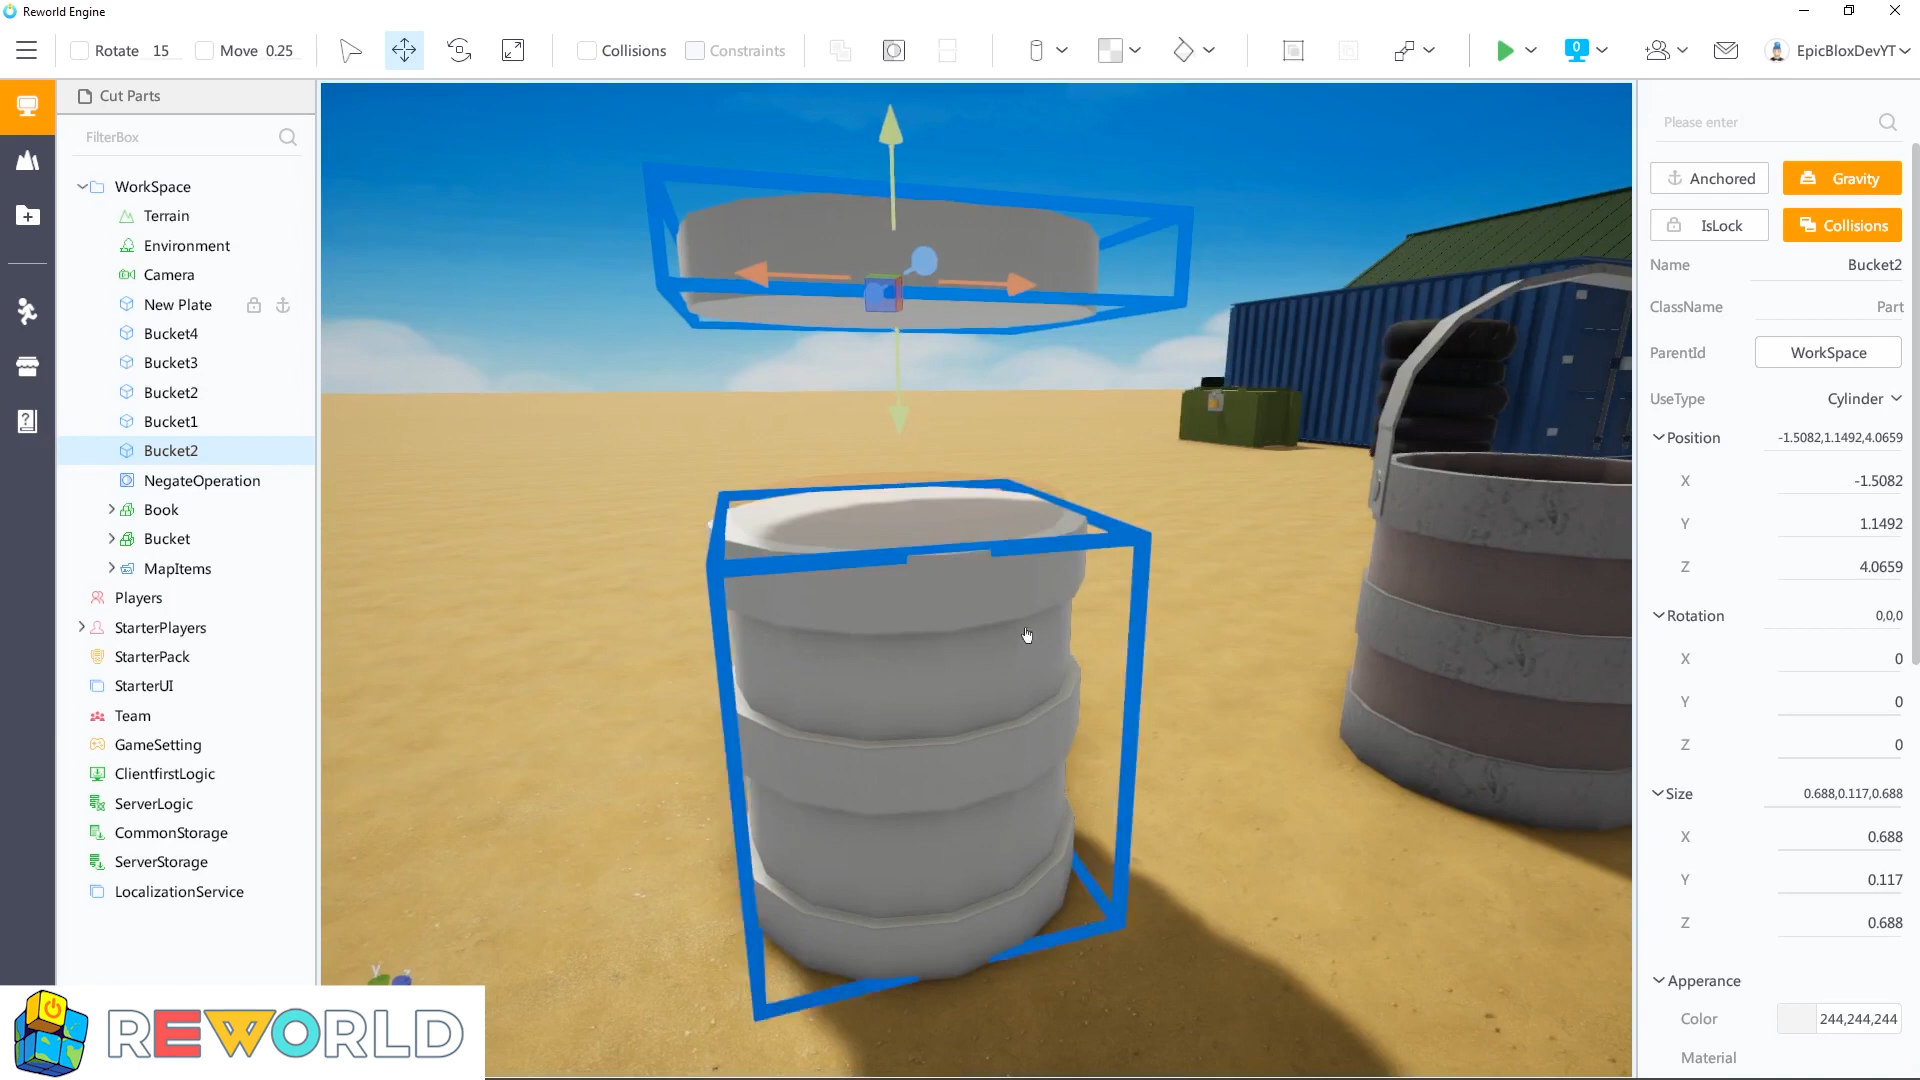 Reworld Engine
Rotate 15 Move 0.25 Collisions Constraints 0 EpicBloxDevYT
Cut Parts
FilterBox
WorkSpace
Terrain
Environment
Camera
New Plate
Bucket4
Bucket3
Bucket2
Bucket1
Bucket2
NegateOperation
Book
Bucket
MapItems
Players
StarterPlayers
StarterPack
StarterUI
Team
GameSetting
ClientfirstLogic
ServerLogic
CommonStorage
ServerStorage
LocalizationService
REWORLD
Please enter
Anchored Gravity
IsLock Collisions
Name Bucket2
ClassName Part
ParentId WorkSpace
UseType Cylinder
Position -1.5082,1.1492,4.0659
X -1.5082
Y 1.1492
Z 4.0659
Rotation 0,0,0
X 0
Y 0
Z 0
Size 0.688,0.117,0.688
X 0.688
Y 0.117
Z 0.688
Apperance
Color 244,244,244
Material